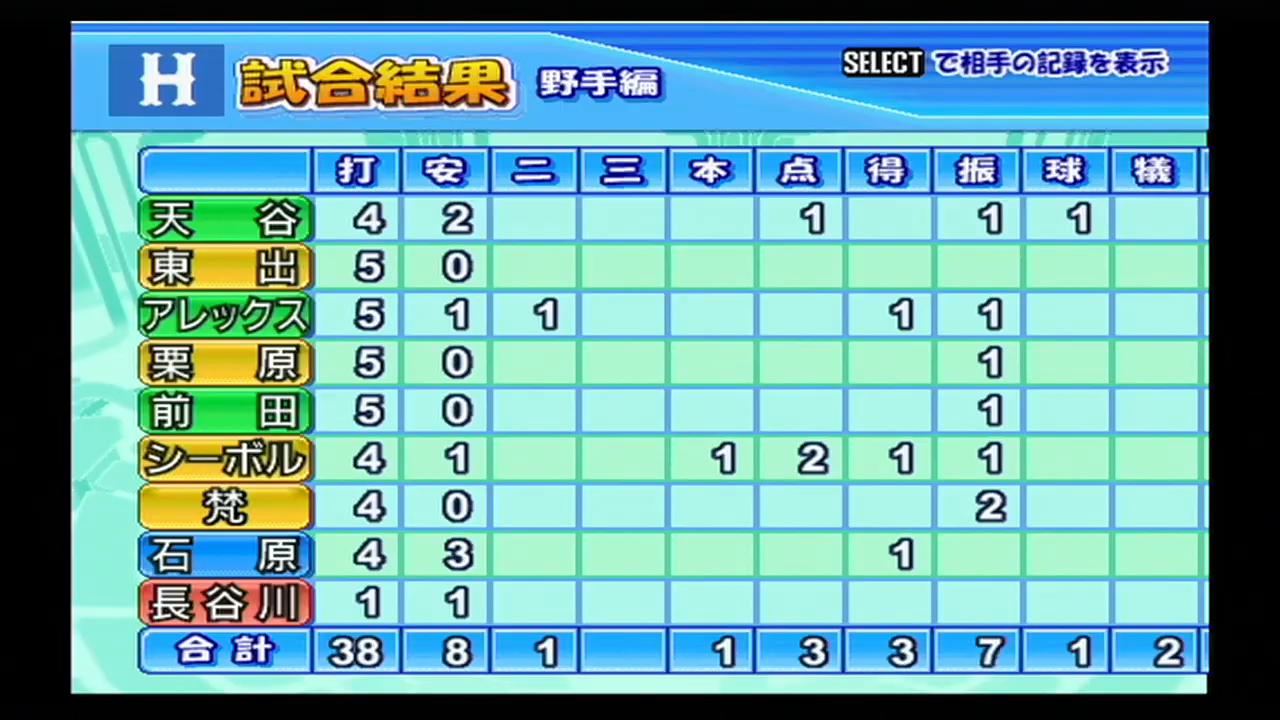 H 試合結果 野手編 SELECT で相手の記録を表示
打 安 二 三 本 点 得 振 球 犠
天谷 4 2 1 1 1
東出 5 0
アレックス 5 1 1 1 1
栗原 5 0 1
前田 5 0 1
シーボル 4 1 1 2 1 1
梵 4 0 2
石原 4 3 1
長谷川 1 1
合計 38 8 1 1 3 3 7 1 2